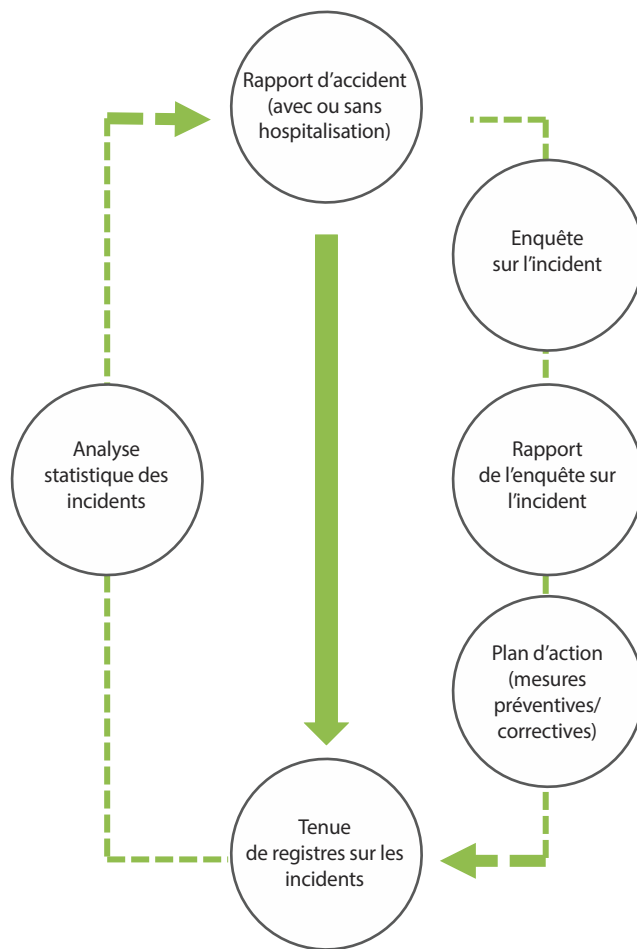 Rapport d’accident
(avec ou sans
hospitalisation)
Enquête
sur l’incident
Rapport
de l’enquête sur
l’incident
Plan d’action
(mesures
préventives/
correctives)
Tenue
de registres sur les
incidents
Analyse
statistique des
incidents